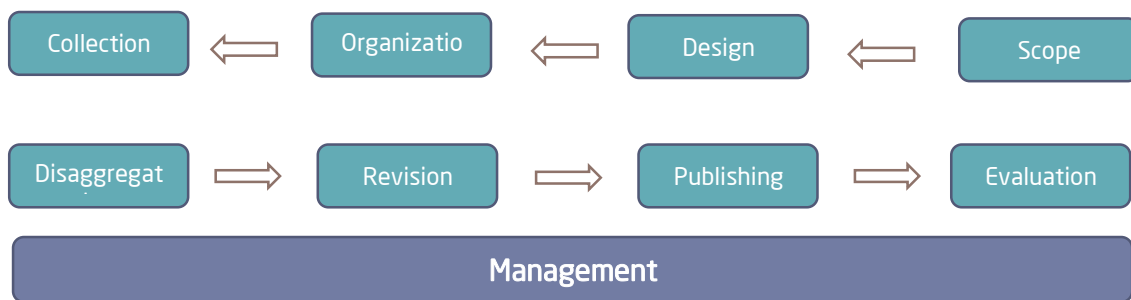 Collection
Organizatio
Design
Scope
Disaggregat
Revision
Publishing
Evaluation
Management